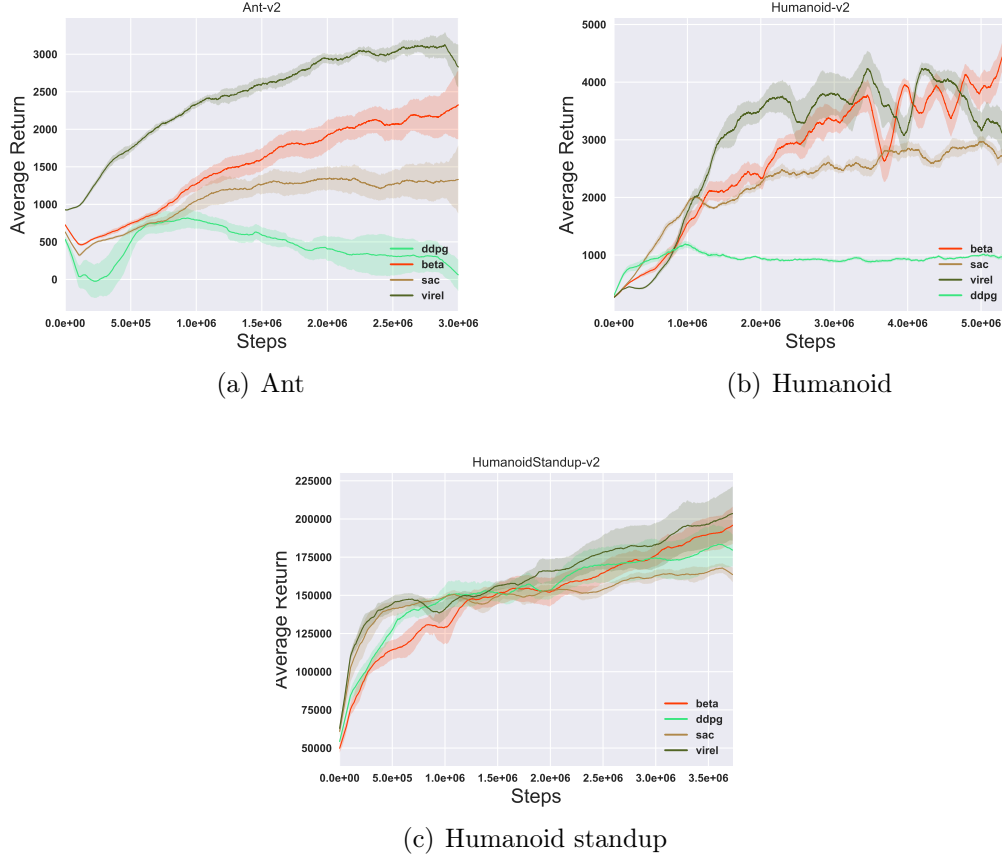 Ant-v2
Average Return
3000
2500
2000
1500
1000
500
0
ddpg
beta
sac
virel
0.0e+00 5.0e+05 1.0e+06 1.5e+06 2.0e+06 2.5e+06 3.0e+06
Steps
(a) Ant
Humanoid-v2
Average Return
5000
4000
3000
2000
1000
beta
sac
virel
ddpg
0.0e+00 1.0e+06 2.0e+06 3.0e+06 4.0e+06 5.0e+06
Steps
(b) Humanoid
HumanoidStandup-v2
Average Return
225000
200000
175000
150000
125000
100000
75000
50000
beta
ddpg
sac
virel
0.0e+00 5.0e+05 1.0e+06 1.5e+06 2.0e+06 2.5e+06 3.0e+06 3.5e+06
Steps
(c) Humanoid standup